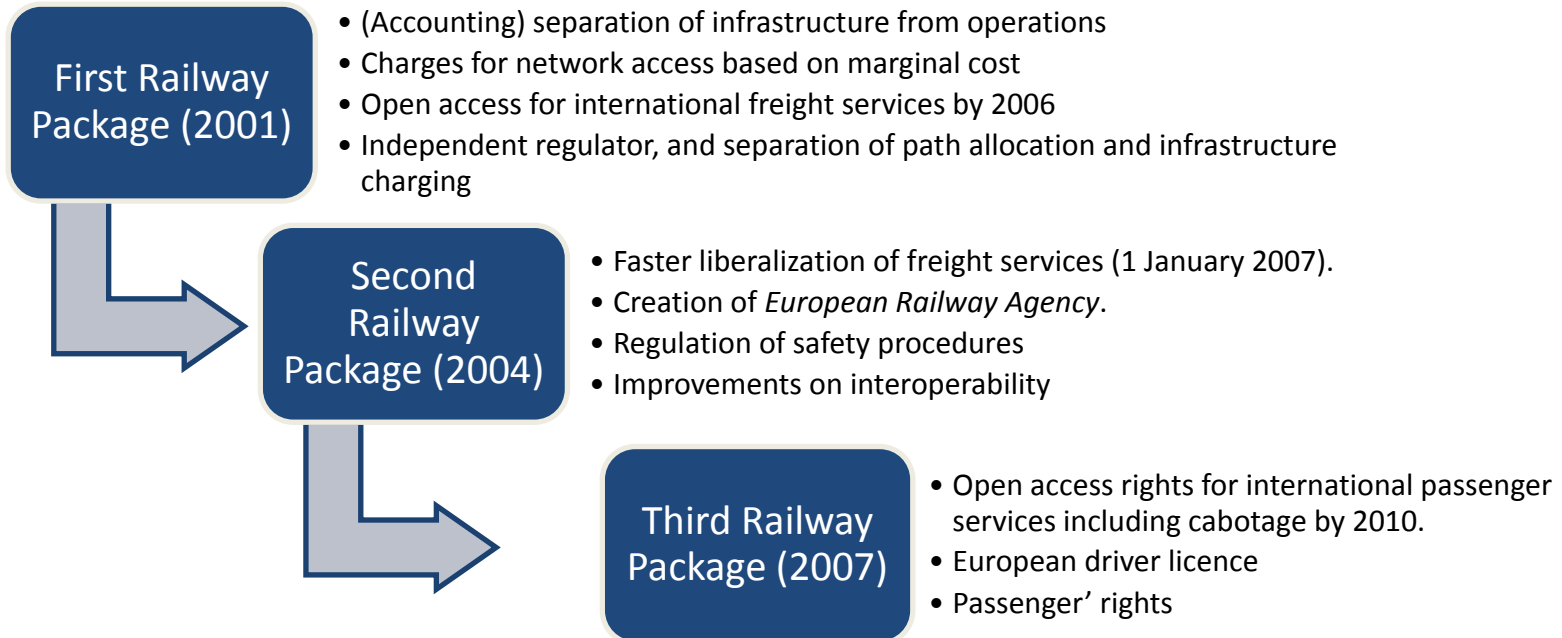 First Railway
Package (2001)
• (Accounting) separation of infrastructure from operations
• Charges for network access based on marginal cost
• Open access for international freight services by 2006
• Independent regulator, and separation of path allocation and infrastructure
charging
Second
Railway
Package (2004)
• Faster liberalization of freight services (1 January 2007).
• Creation of European Railway Agency.
• Regulation of safety procedures
• Improvements on interoperability
Third Railway
Package (2007)
• Open access rights for international passenger
services including cabotage by 2010.
• European driver licence
• Passenger’ rights